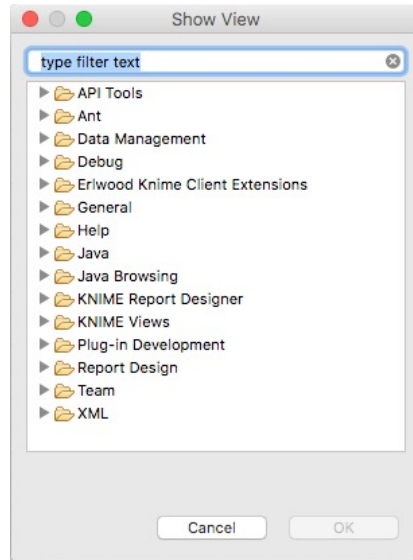 Show View
type filter text
API Tools
Ant
Data Management
Debug
Erlwood Knime Client Extensions
General
Help
Java
Java Browsing
KNIME Report Designer
KNIME Views
Plug-in Development
Report Design
Team
XML
Cancel OK